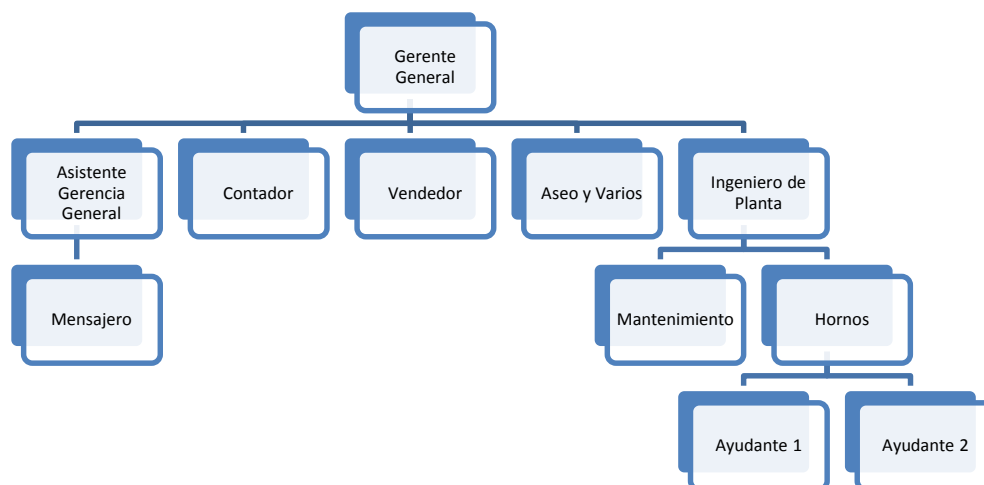 Gerente
General
Asistente
Gerencia
General
Contador
Vendedor
Aseo y Varios
Ingeniero de
Planta
Mensajero
Mantenimiento
Hornos
Ayudante 1
Ayudante 2